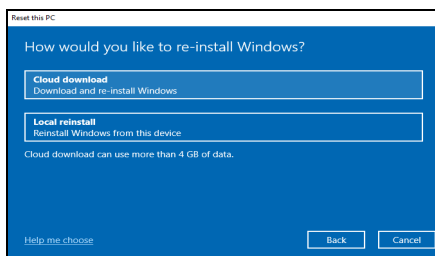 Reset this PC
How would you like to re-install Windows?
Cloud download
Download and re-install Windows
Local reinstall
Reinstall Windows from this device
Cloud download can use more than 4 GB of data.
Help me choose
Back
Cancel